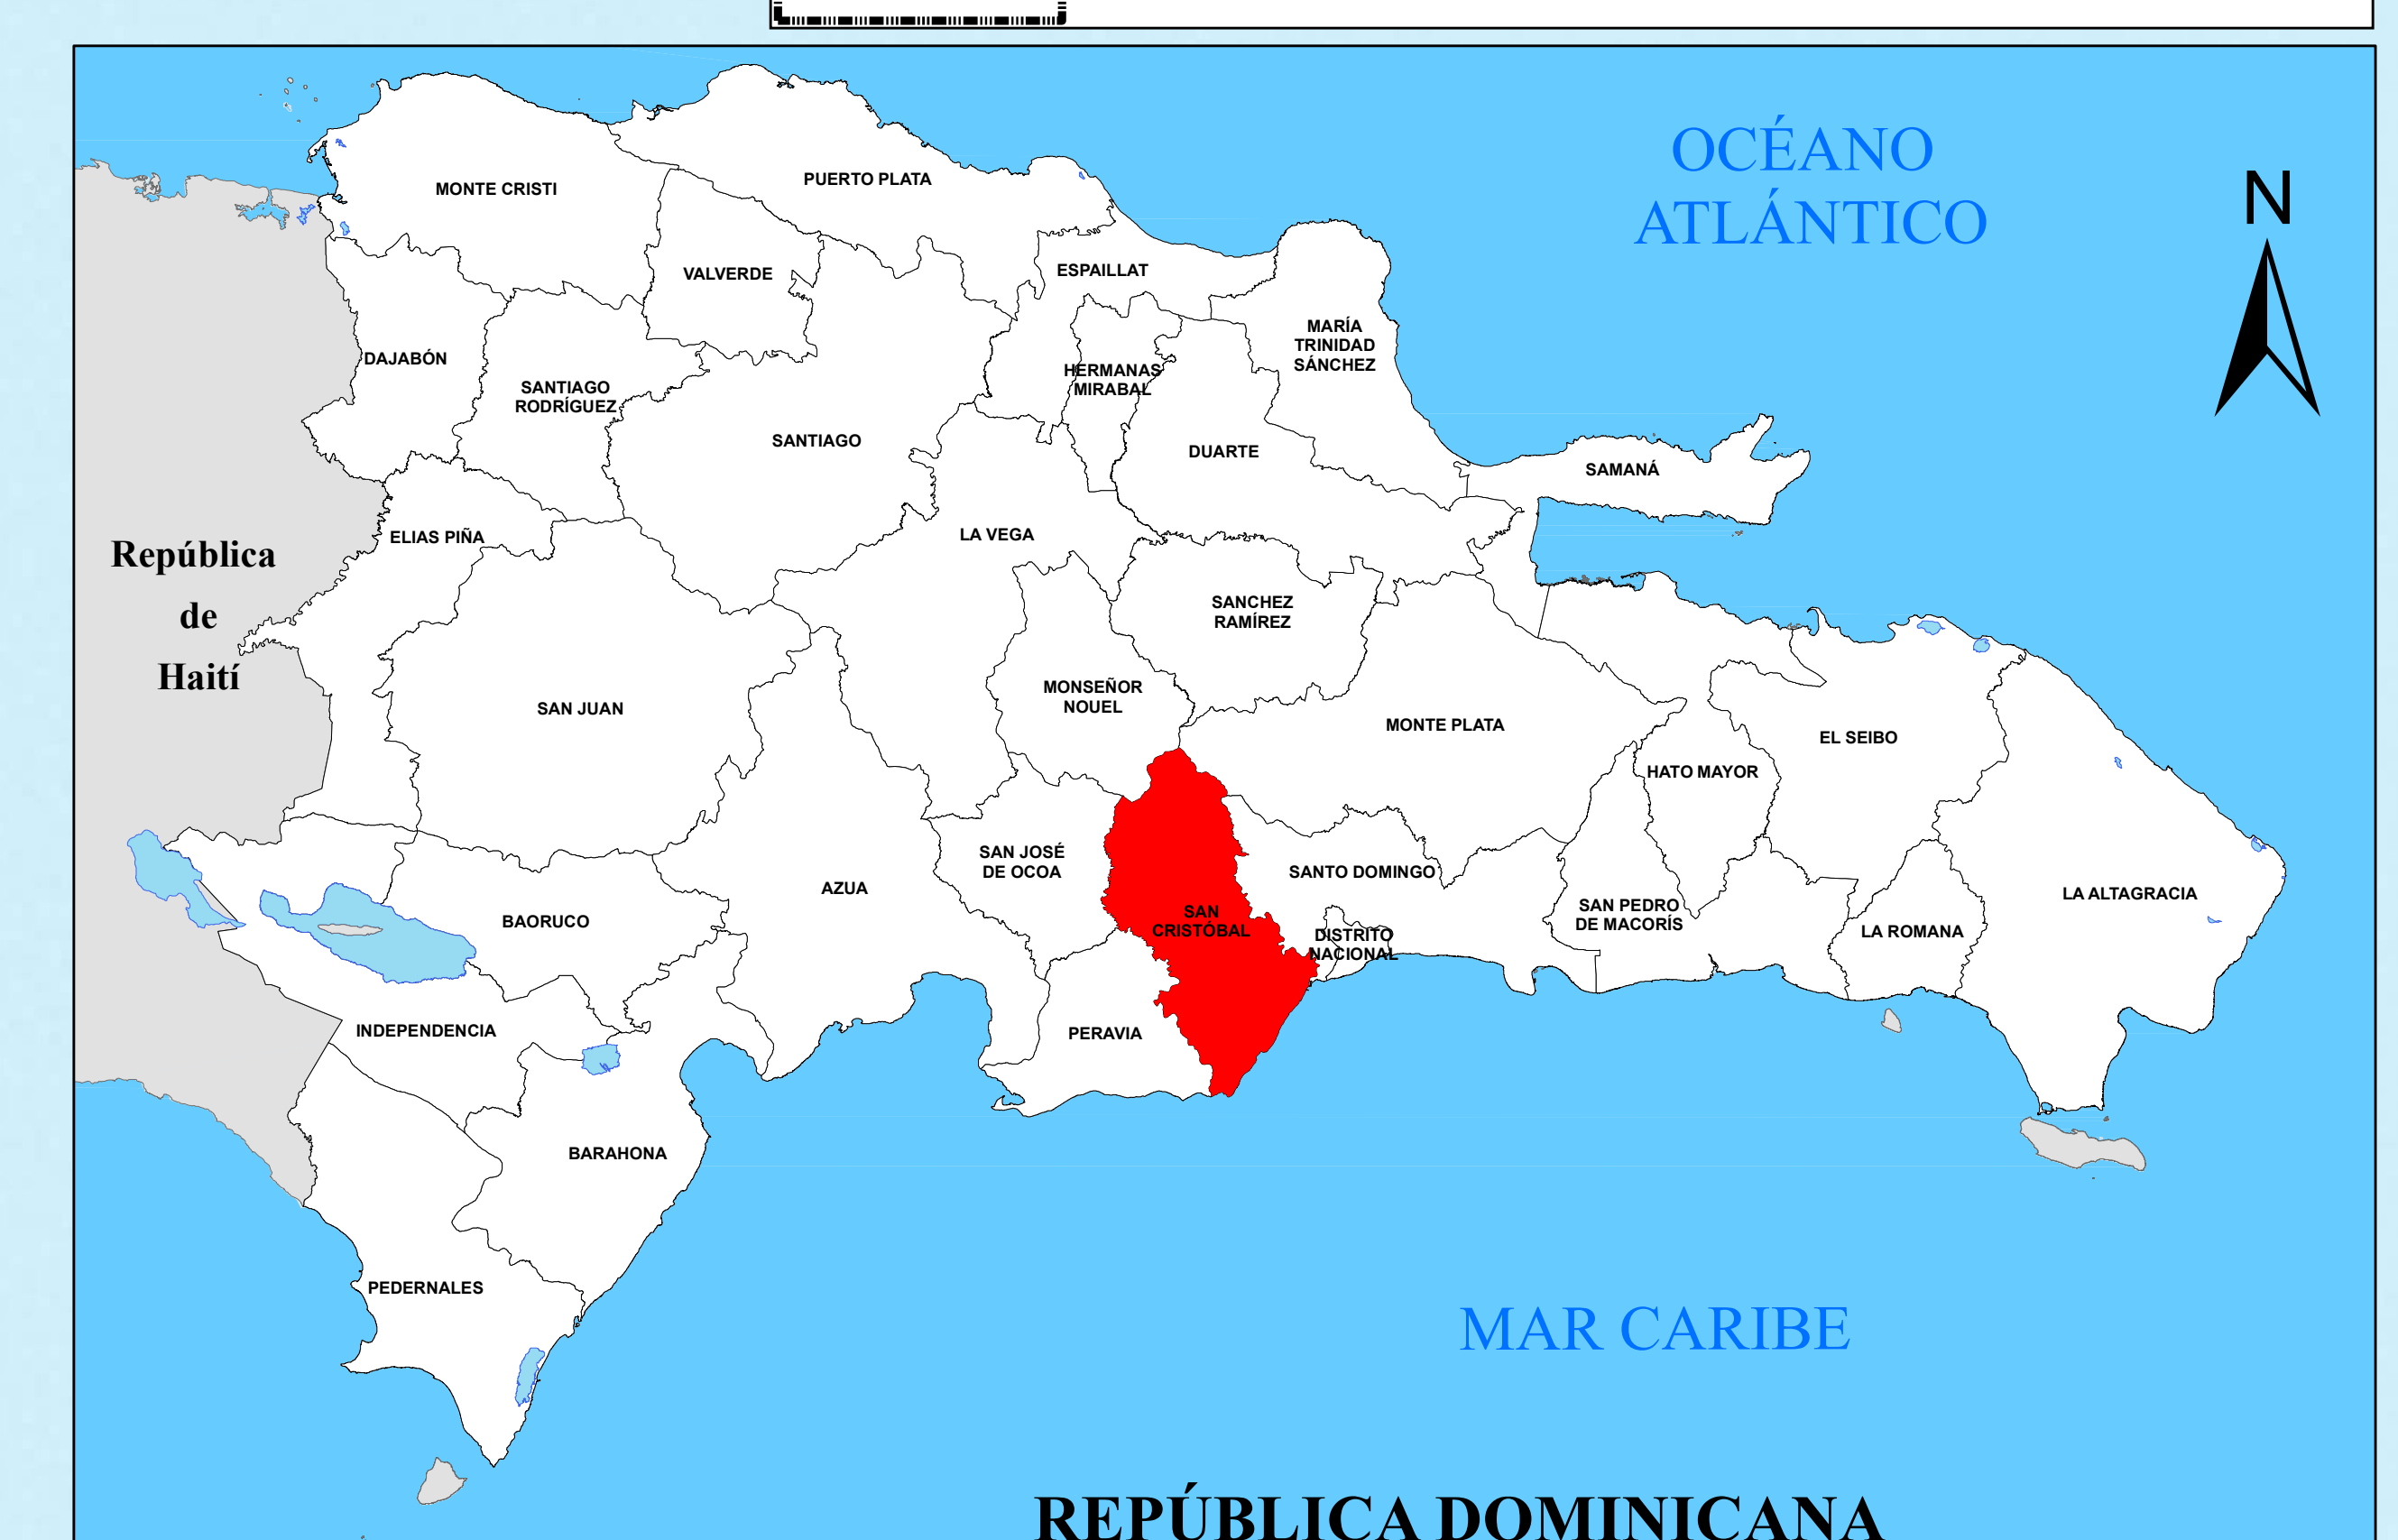 OCÉANO
ATLÁNTICO
N
MONTE CRISTI
PUERTO PLATA
VALVERDE
ESPAILLAT
MARÍA
TRINIDAD
SÁNCHEZ
DAJABÓN
HERMANAS
MIRABAL
SANTIAGO
RODRÍGUEZ
SANTIAGO
DUARTE
SAMANÁ
ELIAS PIÑA
LA VEGA
República
de
Haití
SANCHEZ
RAMÍREZ
SAN JUAN
MONSEÑOR
NOUEL
MONTE PLATA
EL SEIBO
HATO MAYOR
SAN JOSÉ
DE OCOA
SANTO DOMINGO
AZUA
LA ALTAGRACIA
BAORUCO
SAN
CRISTÓBAL
SAN PEDRO
DE MACORÍS
LA ROMANA
DISTRITO
NACIONAL
INDEPENDENCIA
PERAVIA
BARAHONA
PEDERNALES
MAR CARIBE
REPÚBLICA DOMINICANA